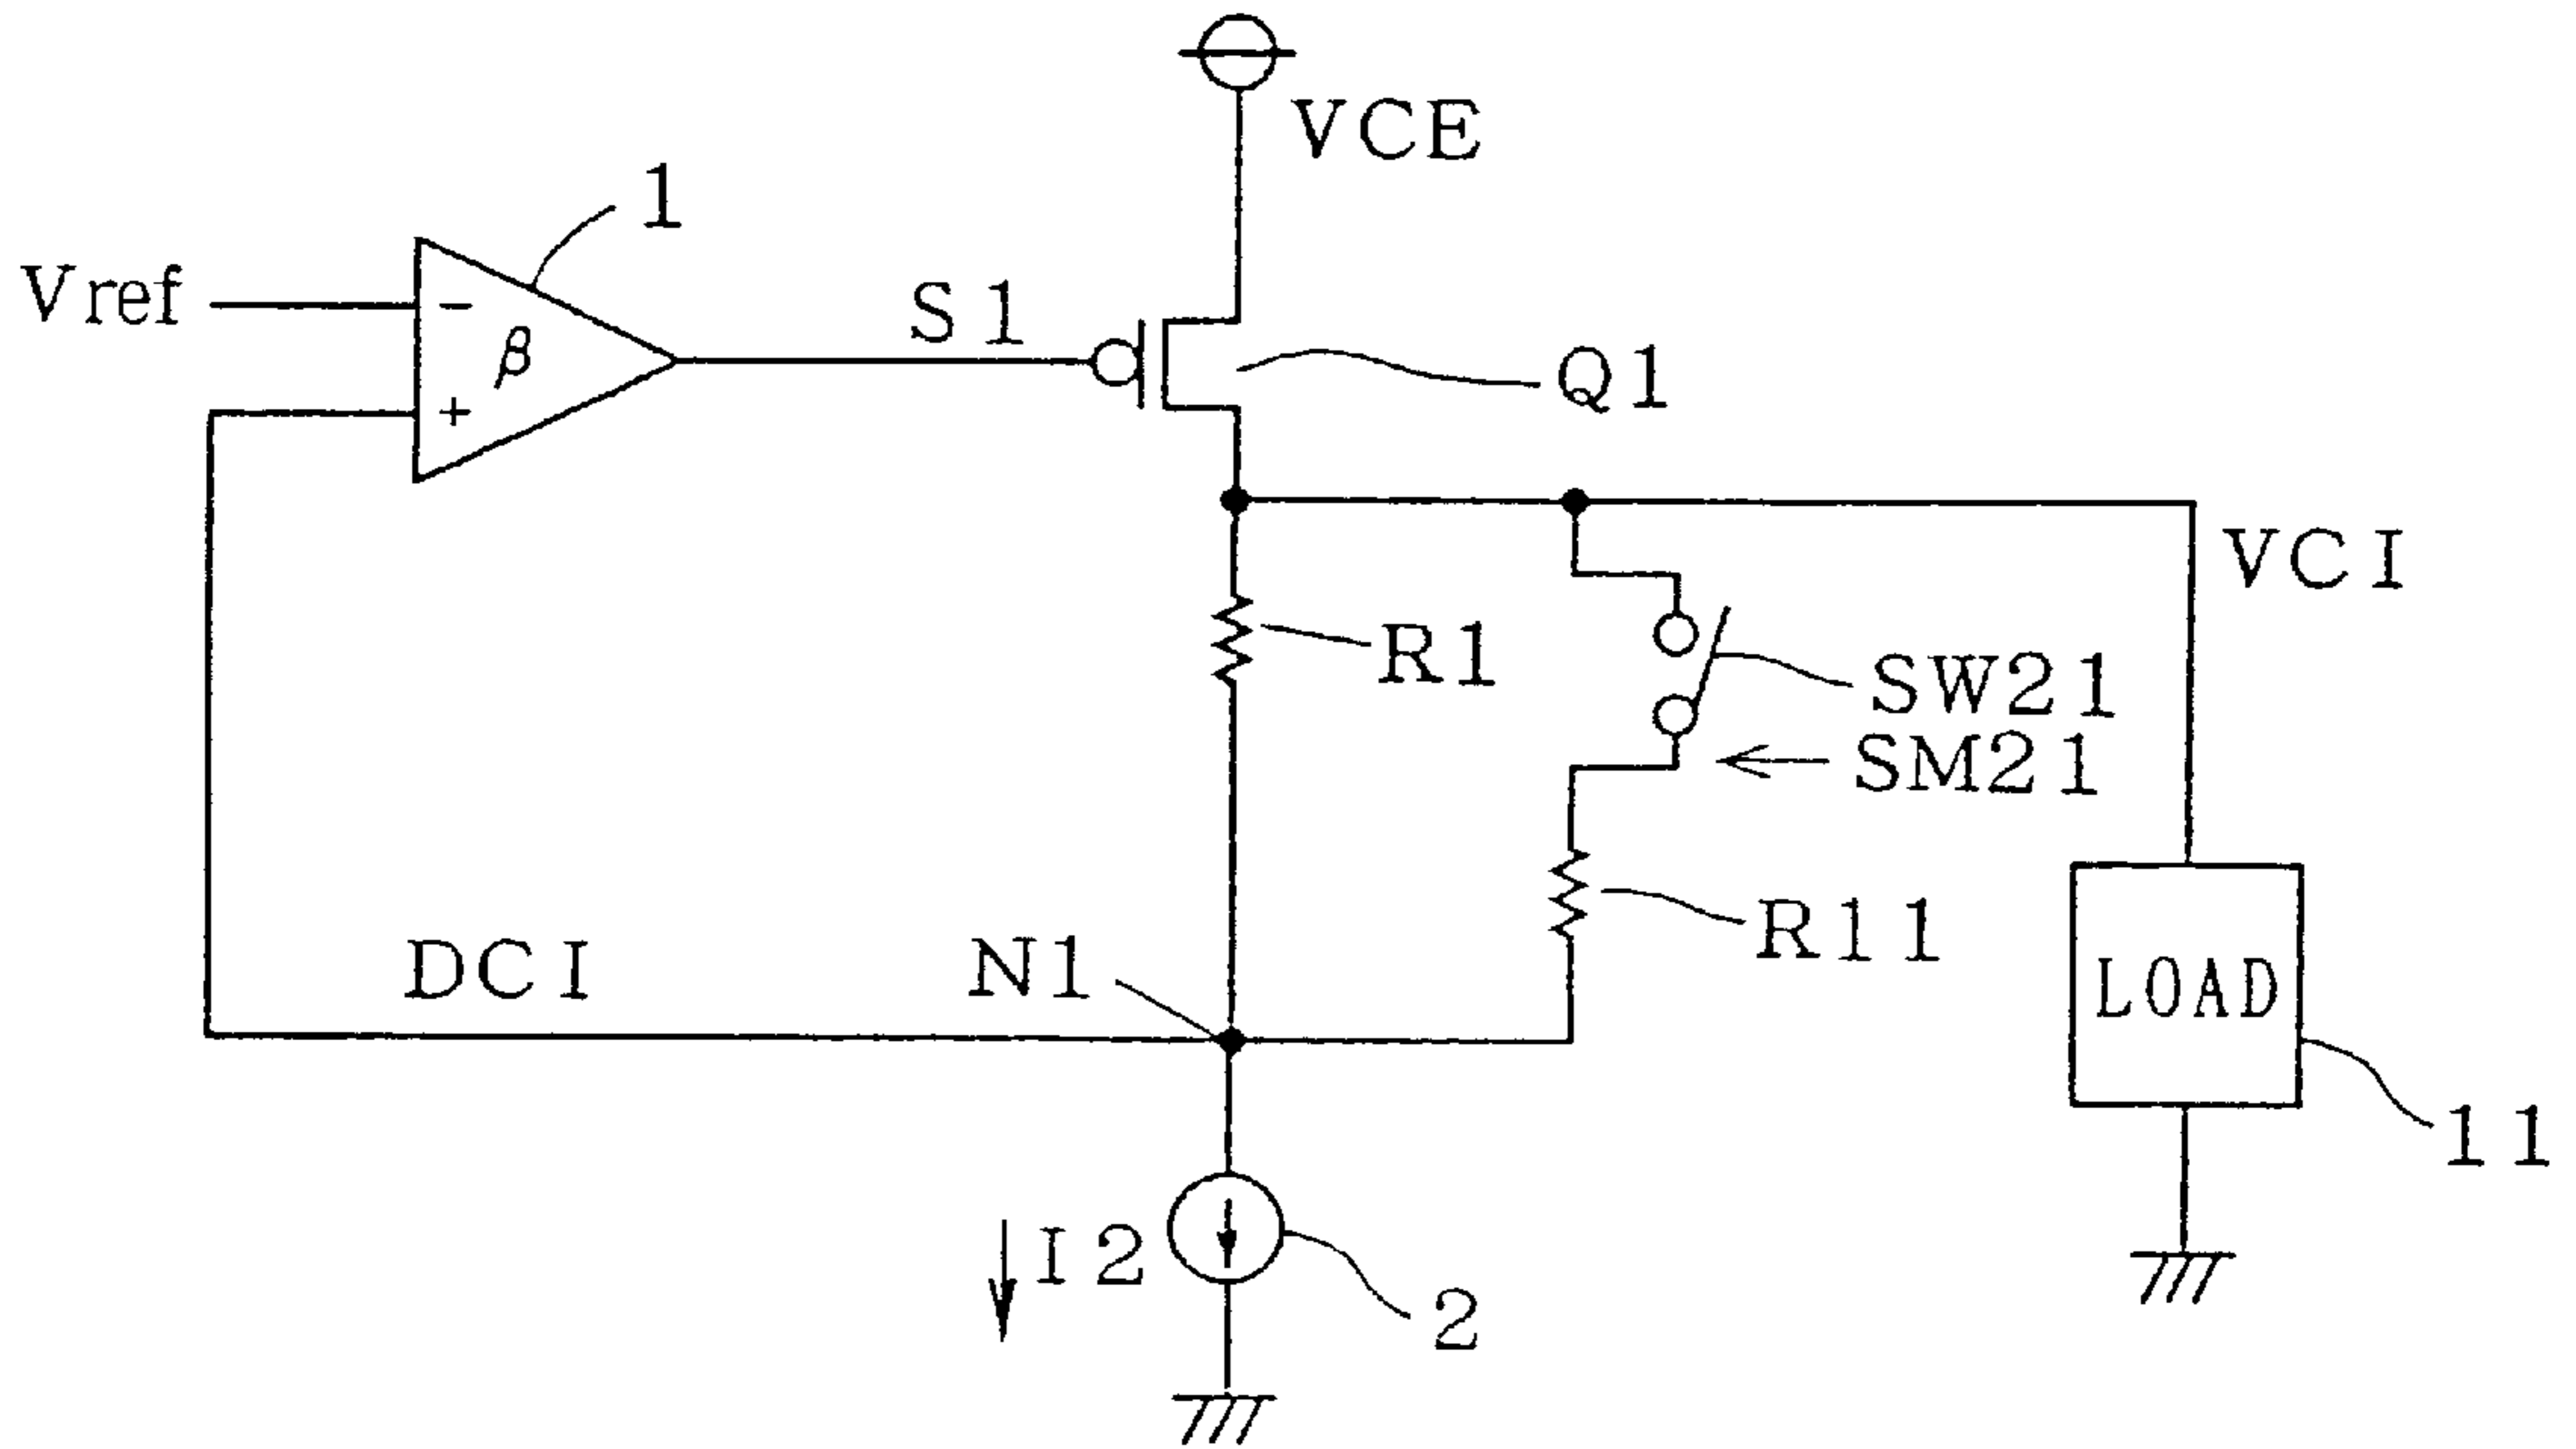 VCE
1
Vref
−
β
+
S1
Q1
VCI
R1
SW21
SM21
R11
DCI
N1
LOAD
11
I2
2